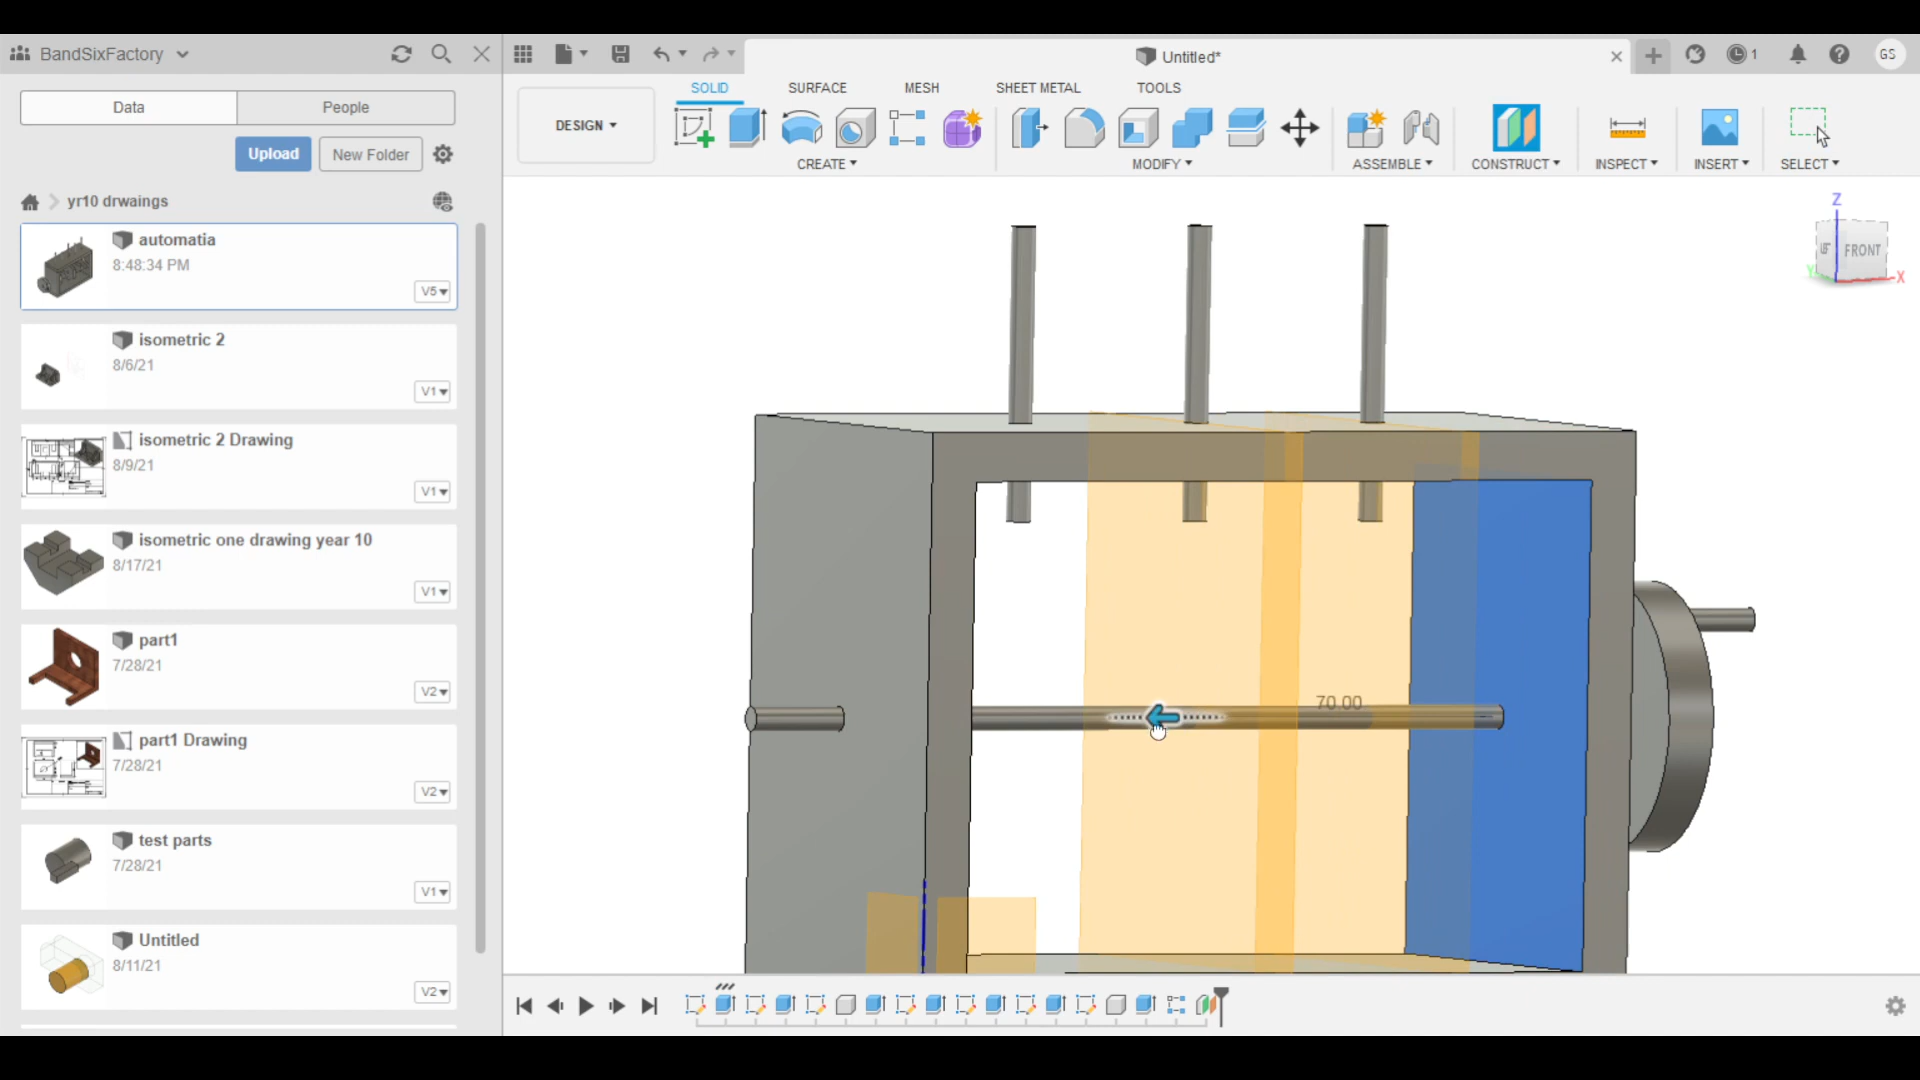 BandSixFactory
Untitled*
1
GS
Data
People
Upload
New Folder
yr10 drwaings
automatia
8:48:34 PM
V5
isometric 2
8/6/21
V1
isometric 2 Drawing
8/9/21
V1
isometric one drawing year 10
8/17/21
V1
part1
7/28/21
V2
part1 Drawing
7/28/21
V2
test parts
7/28/21
V1
Untitled
8/11/21
V2
DESIGN
SOLID
SURFACE
MESH
SHEET METAL
TOOLS
CREATE
MODIFY
ASSEMBLE
CONSTRUCT
INSPECT
INSERT
SELECT
Z
FRONT
Y
X
70.00